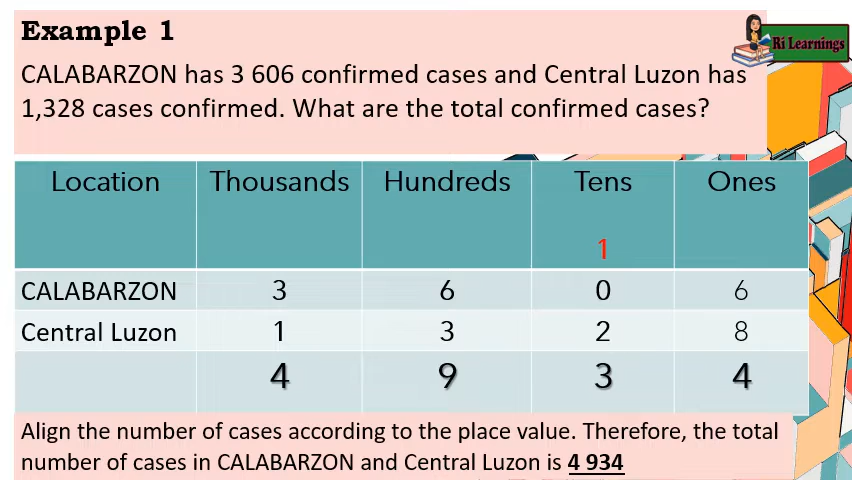 Example 1
Ri Learnings
CALABARZON has 3 606 confirmed cases and Central Luzon has
1,328 cases confirmed. What are the total confirmed cases?
Location Thousands Hundreds Tens Ones
1
CALABARZON 3 6 0 6
Central Luzon 1 3 2 8
4 9 3 4
Align the number of cases according to the place value. Therefore, the total
number of cases in CALABARZON and Central Luzon is 4 934